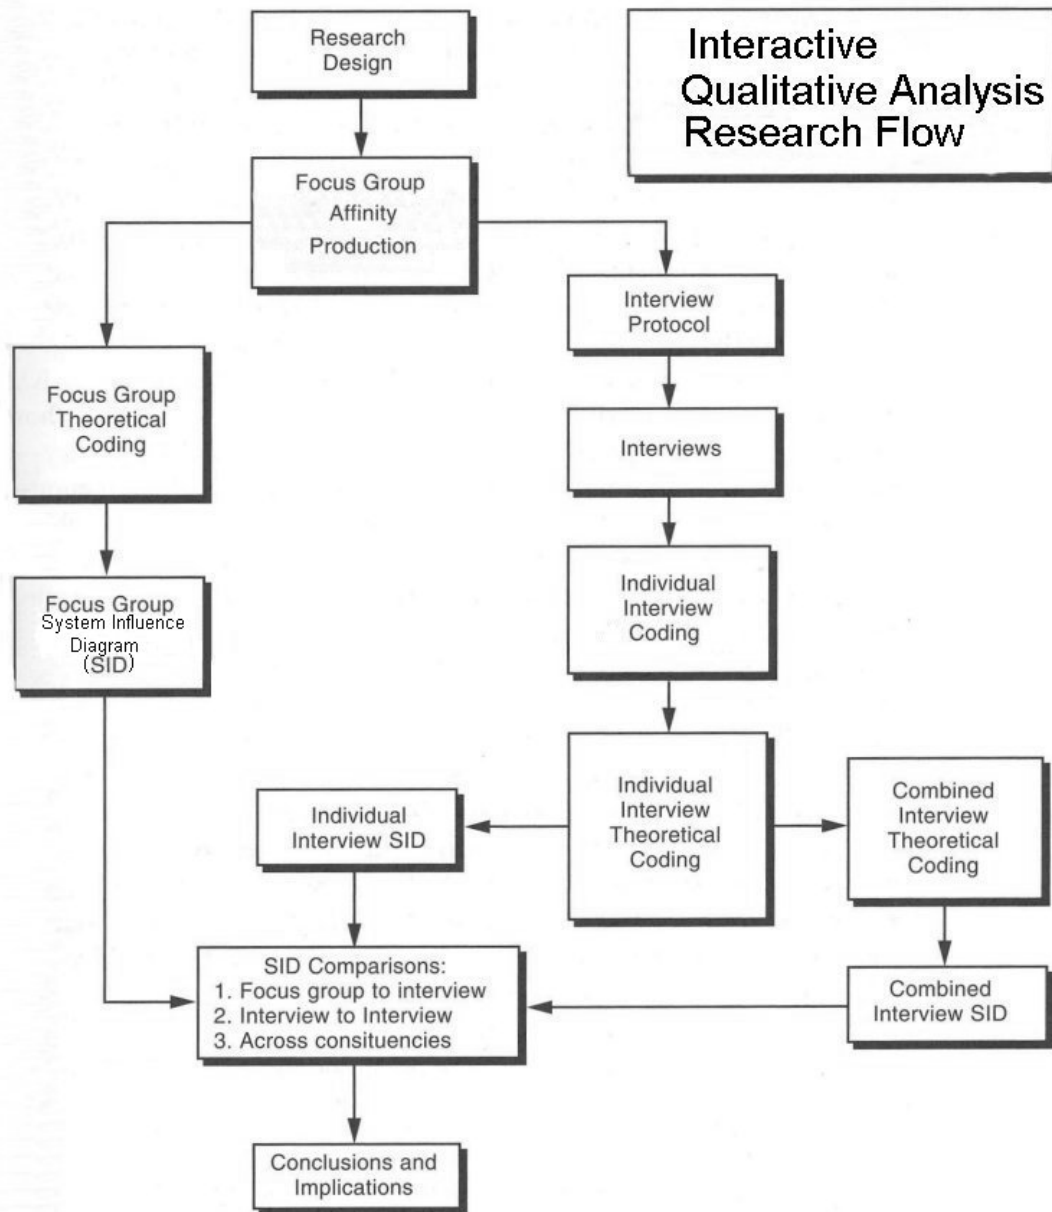 Research
Design
Interactive
Qualitative Analysis
Research Flow
Focus Group
Affinity
Production
Interview
Protocol
Focus Group
Theoretical
Coding
Interviews
Individual
Interview
Coding
Focus Group
System Influence
Diagram
(SID)
Individual
Interview
Theoretical
Coding
Combined
Interview
Theoretical
Coding
Individual
Interview SID
SID Comparisons:
1. Focus group to interview
2. Interview to Interview
3. Across consituencies
Combined
Interview SID
Conclusions and
Implications